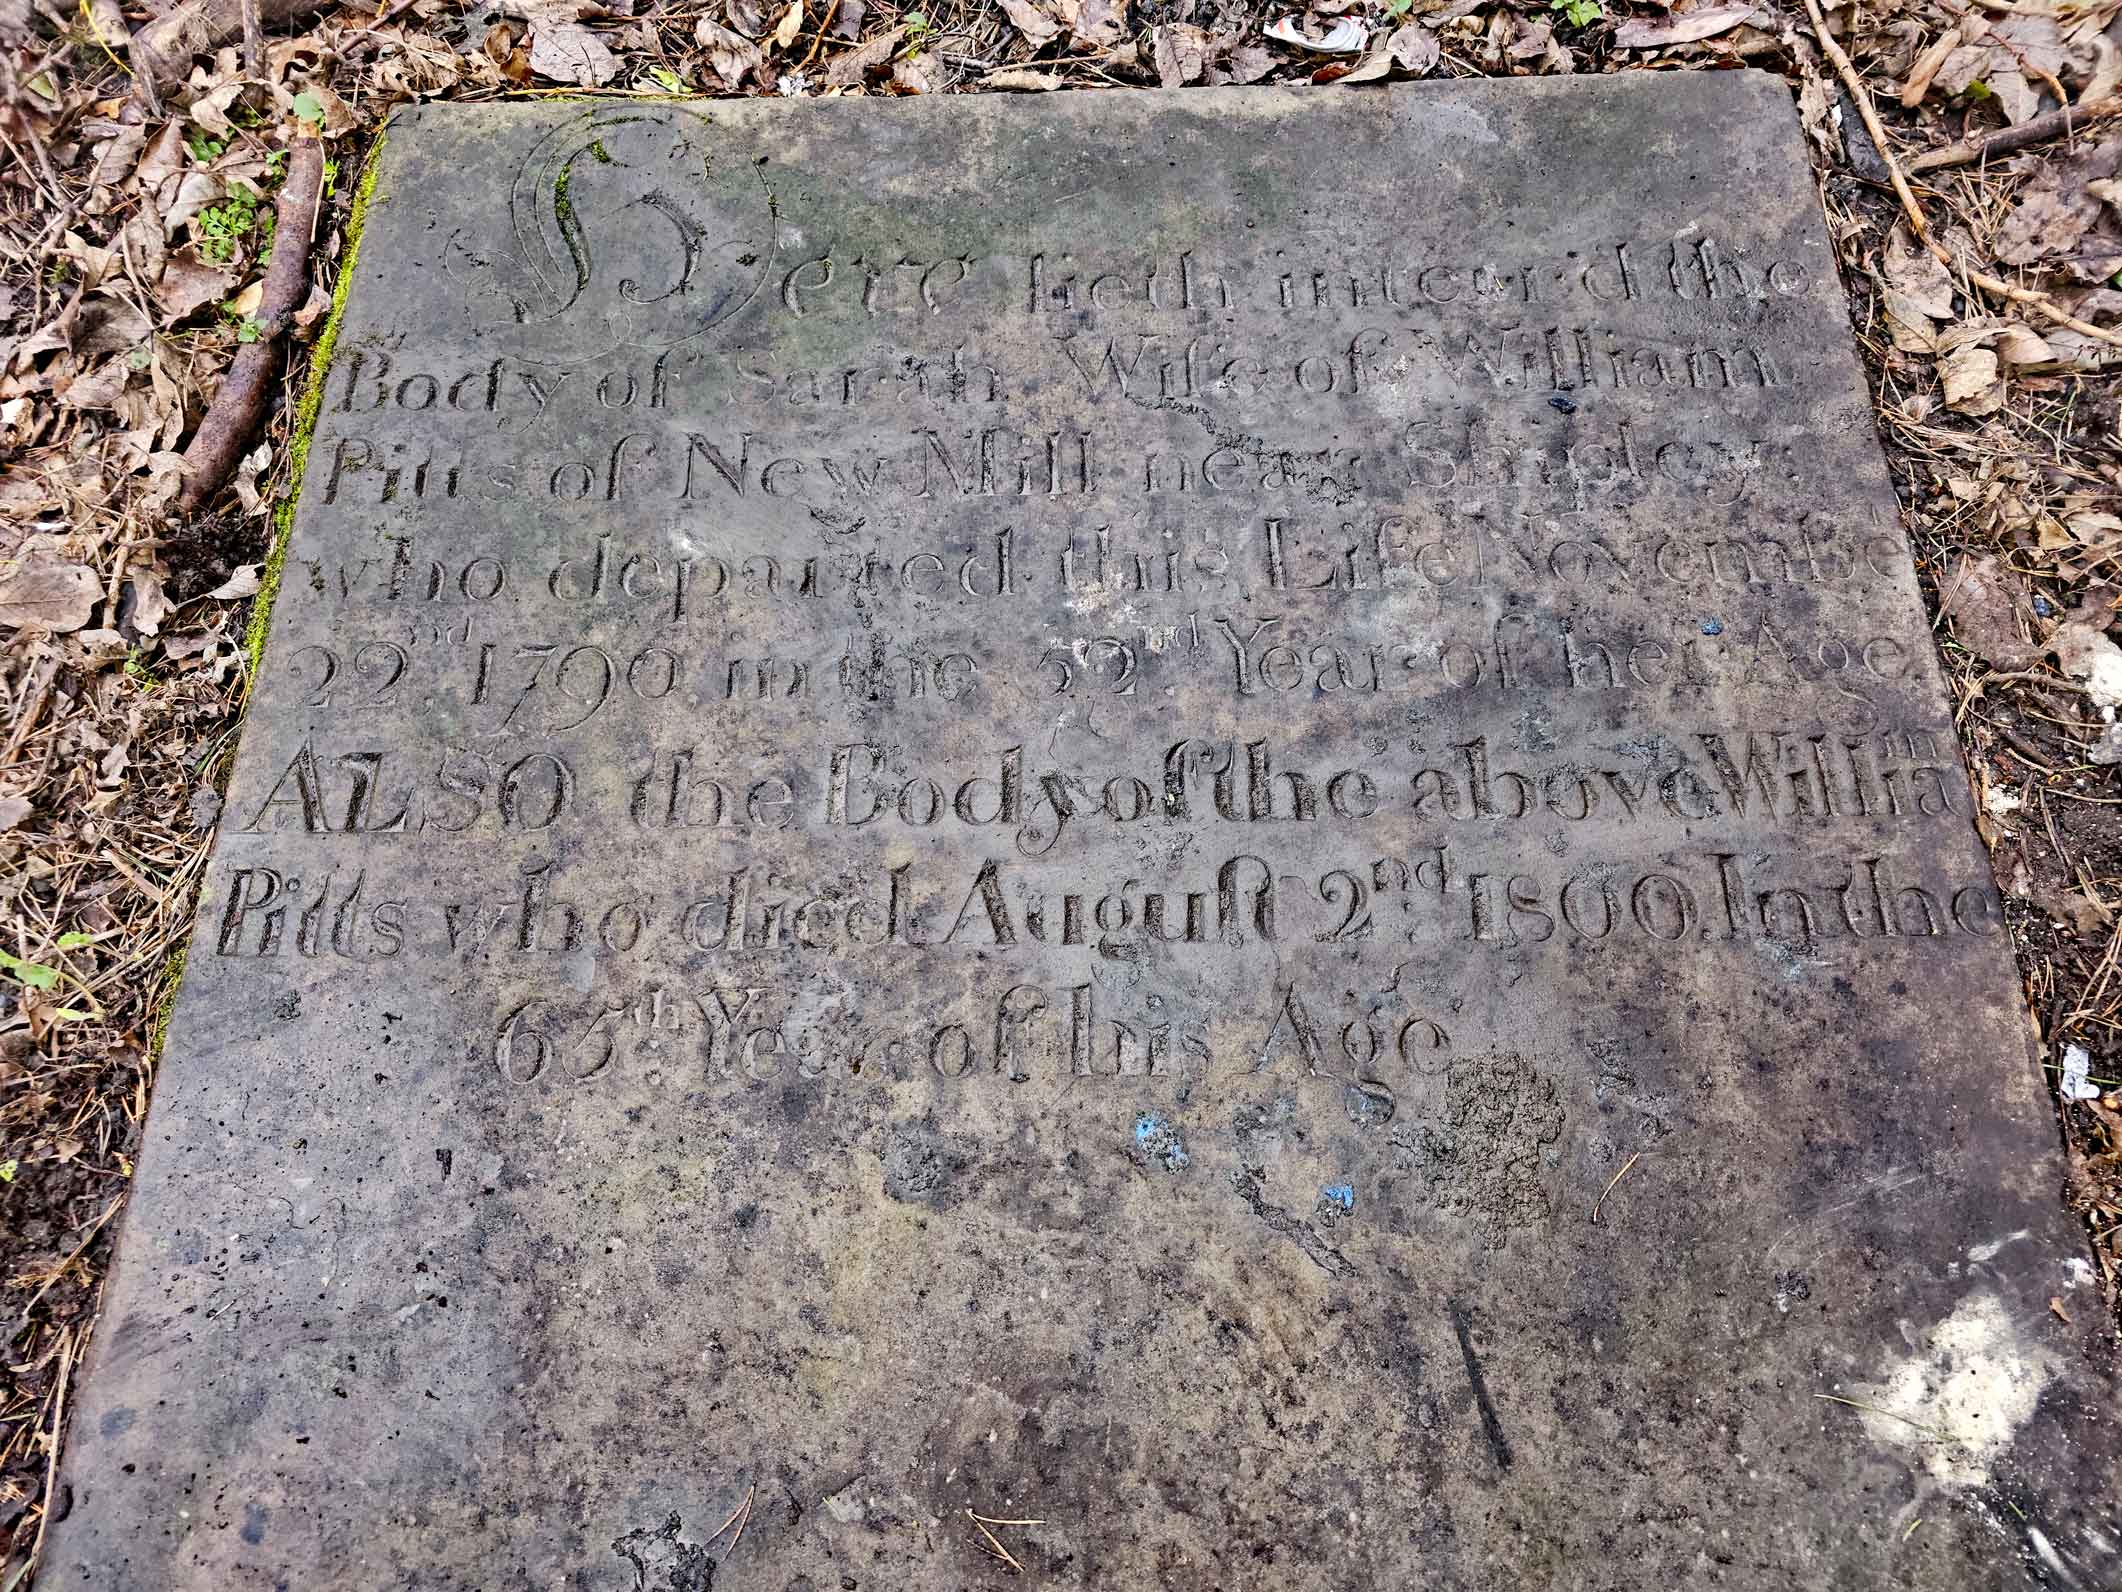 Here lieth intear'd the
Body of Sarah Wife of William
Pitts of New Mill near Shipley
who departed this Life Novembe
22nd. 1790 in the 52nd Year of her Age
ALSO the Body of the above Willia m
Pitts who died Auguſt 2nd. 1800. In the
65th Year of his Age